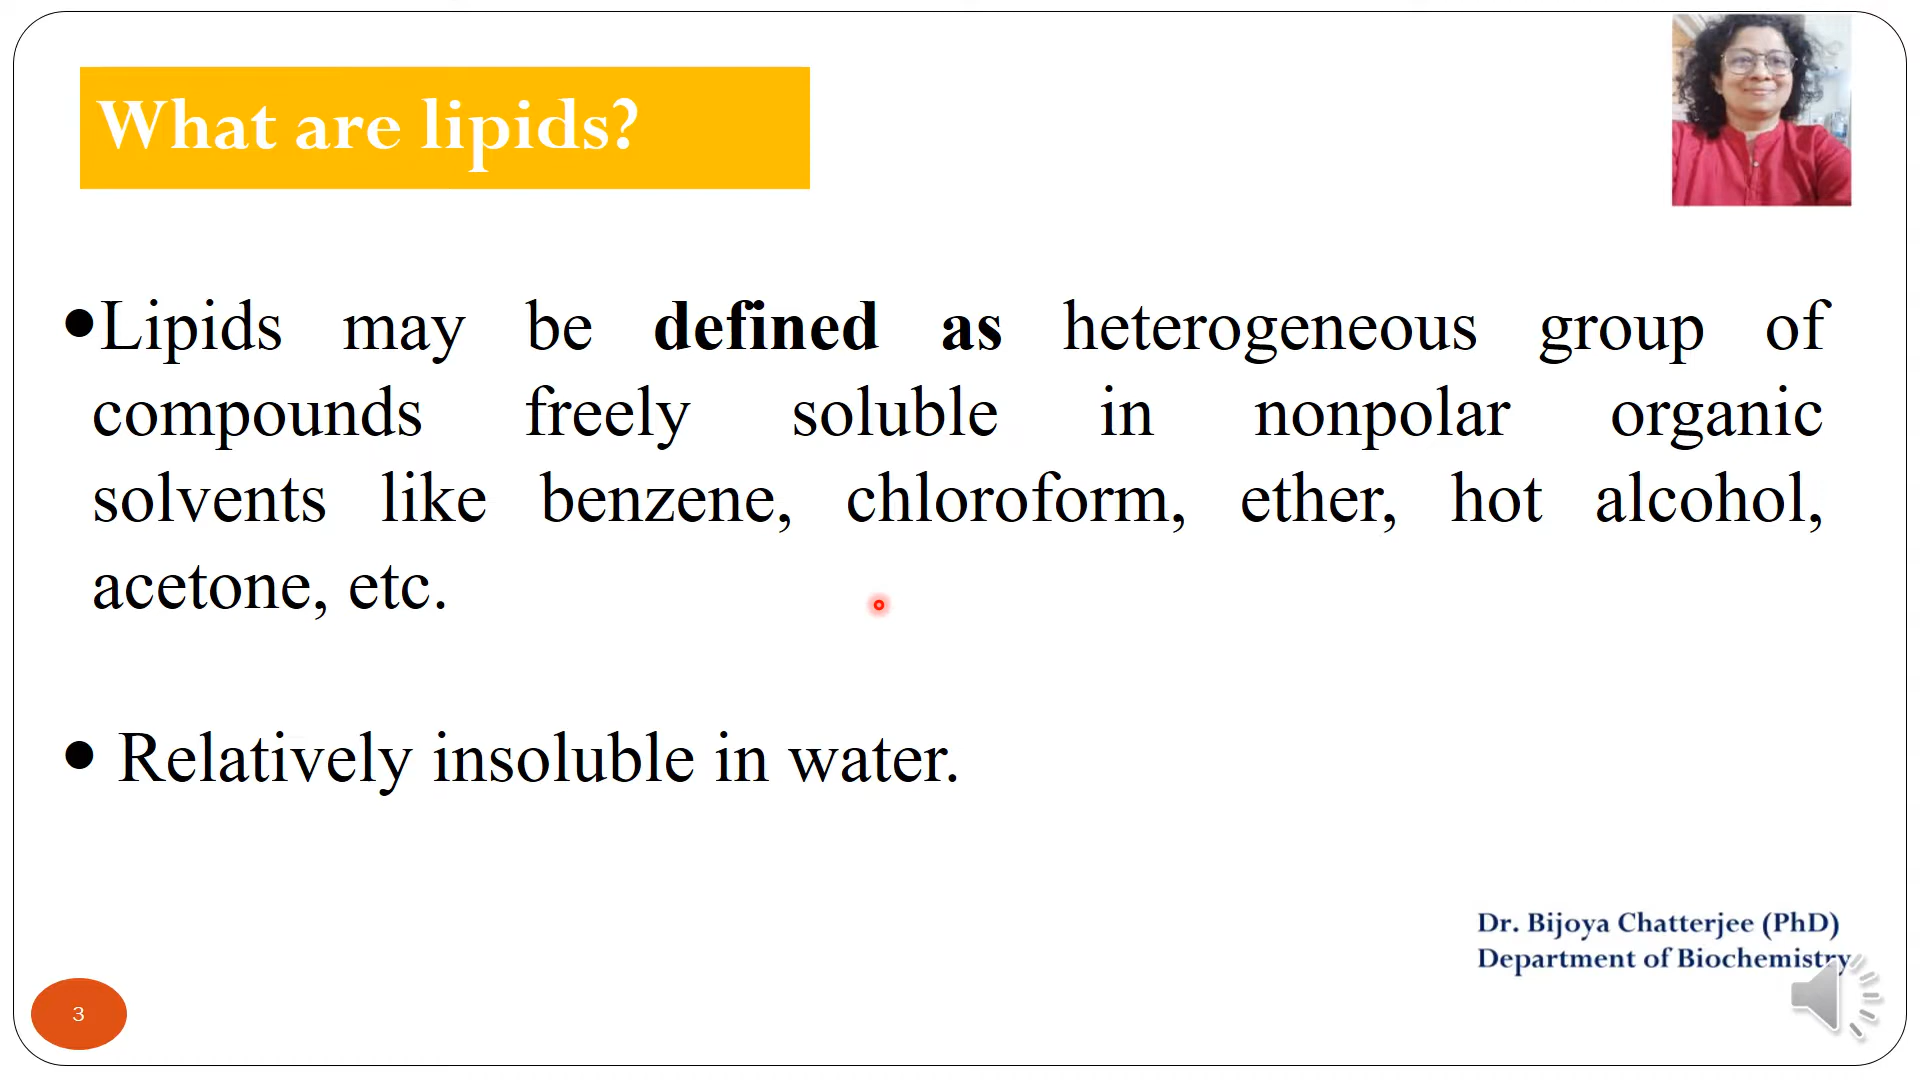 What are lipids?
•Lipids may be defined as heterogeneous group of
compounds freely soluble in nonpolar organic
solvents like benzene, chloroform, ether, hot alcohol,
acetone, etc.
• Relatively insoluble in water.
Dr. Bijoya Chatterjee (PhD)
Department of Biochemistry
3